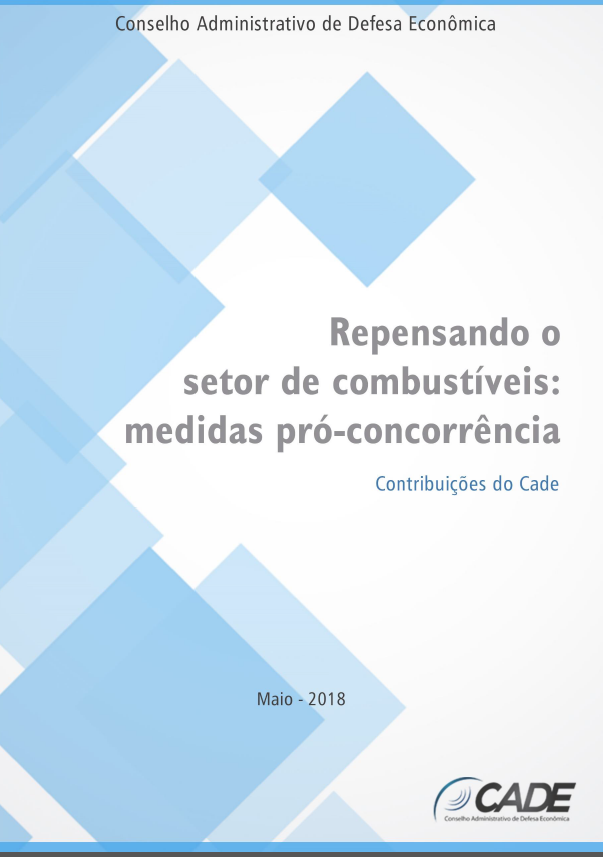 Conselho Administrativo de Defesa Econômica
Repensando o
setor de combustíveis:
medidas pró-concorrência
Contribuições do Cade
Maio - 2018
CADE
Conselho Administrativo de Defesa Econômica